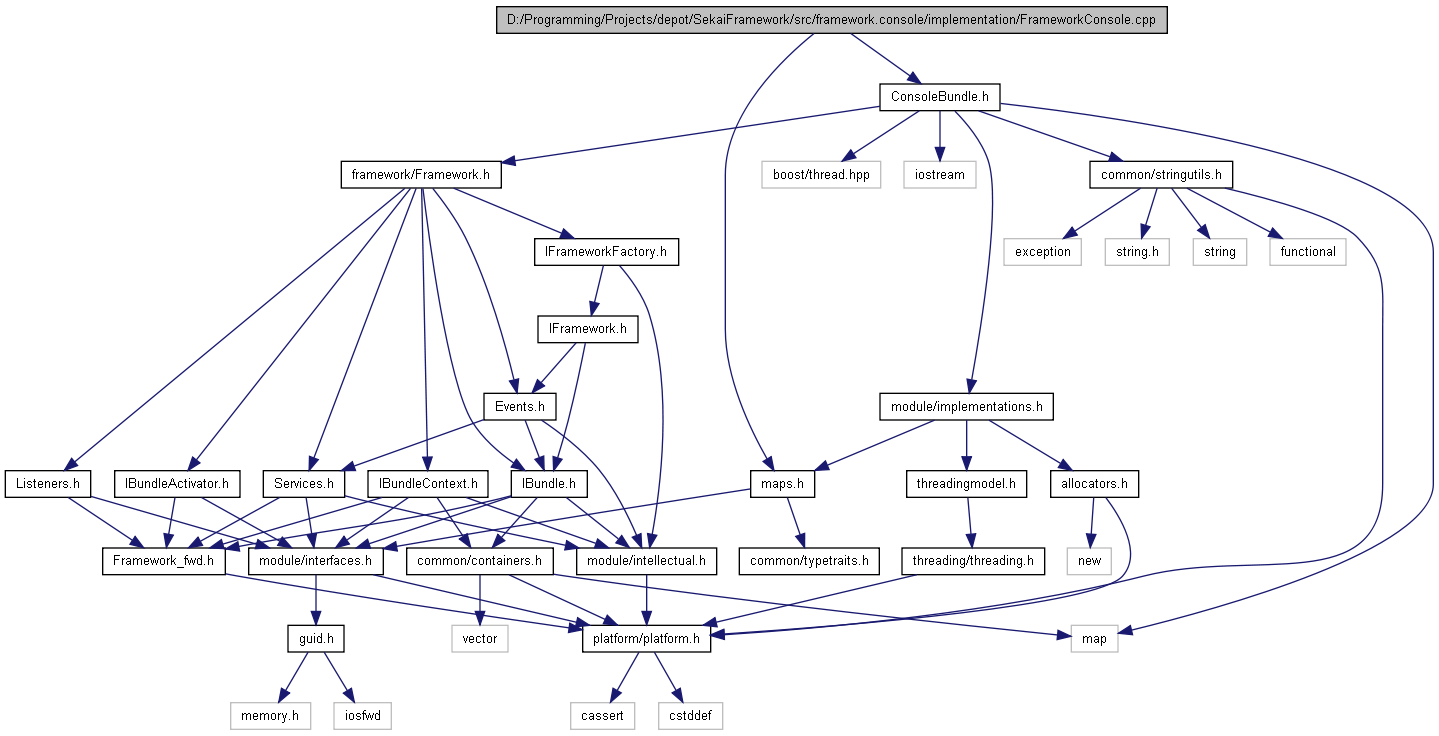 D:/Programming/Projects/depot/SekaiFramework/src/framework.console/implementation/FrameworkConsole.cpp
ConsoleBundle.h
framework/Framework.h
boost/thread.hpp
iostream
common/stringutils.h
IFrameworkFactory.h
exception
string.h
string
functional
IFramework.h
Events.h
module/implementations.h
Listeners.h
IBundleActivator.h
Services.h
IBundleContext.h
IBundle.h
maps.h
threadingmodel.h
allocators.h
Framework_fwd.h
module/interfaces.h
common/containers.h
module/intellectual.h
common/typetraits.h
threading/threading.h
new
guid.h
vector
platform/platform.h
map
memory.h
iosfwd
cassert
cstddef